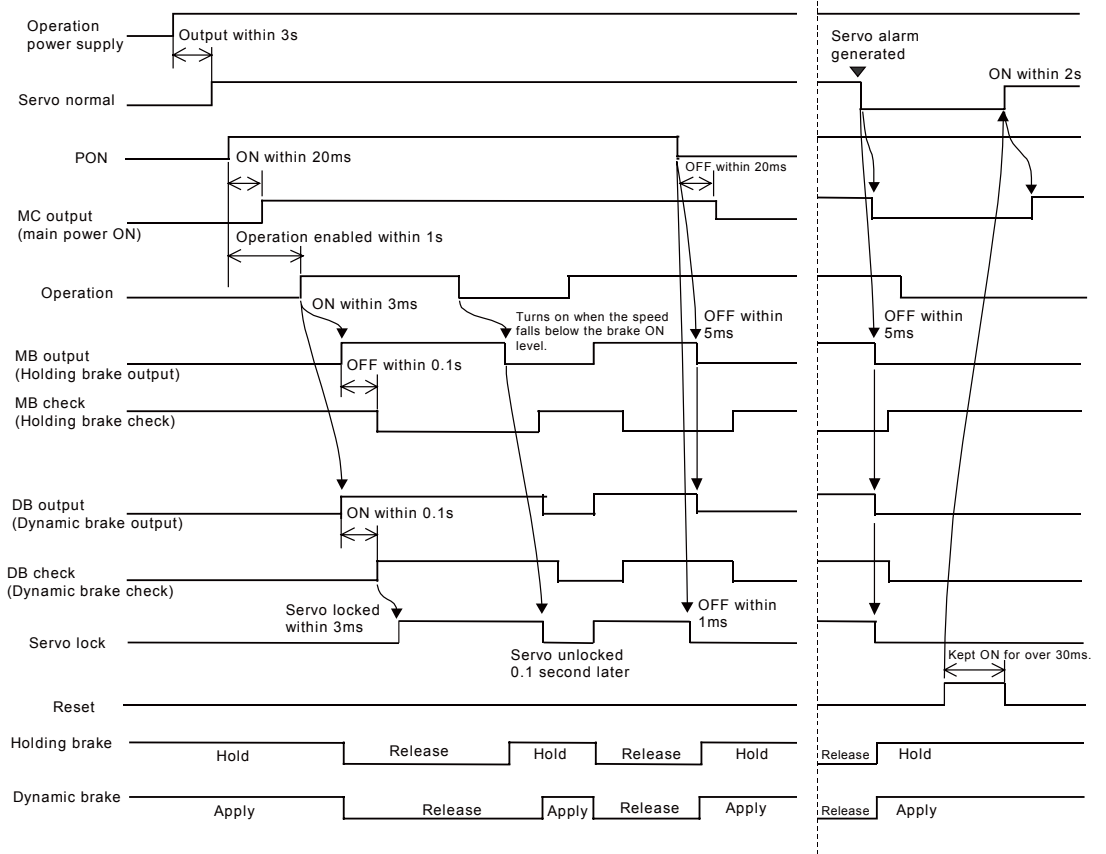 Operation
power supply
Output within 3s
Servo alarm
generated
ON within 2s
Servo normal
PON
ON within 20ms
OFF within 20ms
MC output
(main power ON)
Operation enabled within 1s
Operation
ON within 3ms
Turns on when the speed
falls below the brake ON
level.
OFF within
5ms
OFF within
5ms
MB output
(Holding brake output)
OFF within 0.1s
MB check
(Holding brake check)
DB output
(Dynamic brake output)
ON within 0.1s
DB check
(Dynamic brake check)
Servo locked
within 3ms
OFF within
1ms
Servo lock
Servo unlocked
0.1 second later
Kept ON for over 30ms.
Reset
Holding brake
Hold
Release
Hold
Release
Hold
Release
Hold
Dynamic brake
Apply
Release
Apply
Release
Apply
Release
Apply